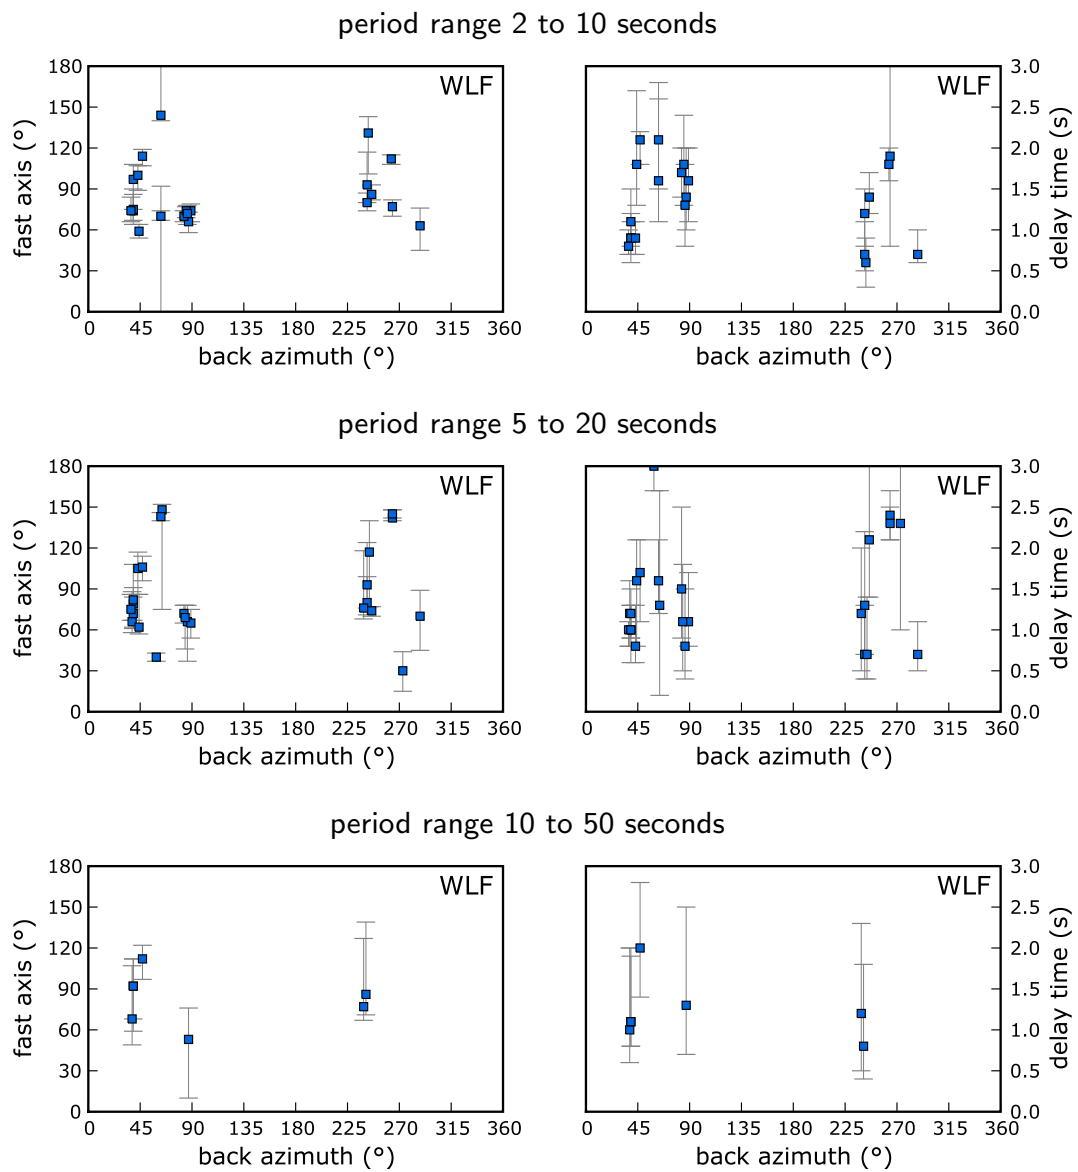 period range 2 to 10 seconds
180 150 120 90 60 30 0
fast axis (°)
WLF
0 45 90 135 180 225 270 315 360
back azimuth (°)
WLF
3.0 2.5 2.0 1.5 1.0 0.5 0.0
delay time (s)
0 45 90 135 180 225 270 315 360
back azimuth (°)
period range 5 to 20 seconds
180 150 120 90 60 30 0
fast axis (°)
WLF
0 45 90 135 180 225 270 315 360
back azimuth (°)
WLF
3.0 2.5 2.0 1.5 1.0 0.5 0.0
delay time (s)
0 45 90 135 180 225 270 315 360
back azimuth (°)
period range 10 to 50 seconds
180 150 120 90 60 30 0
fast axis (°)
WLF
0 45 90 135 180 225 270 315 360
back azimuth (°)
WLF
3.0 2.5 2.0 1.5 1.0 0.5 0.0
delay time (s)
0 45 90 135 180 225 270 315 360
back azimuth (°)